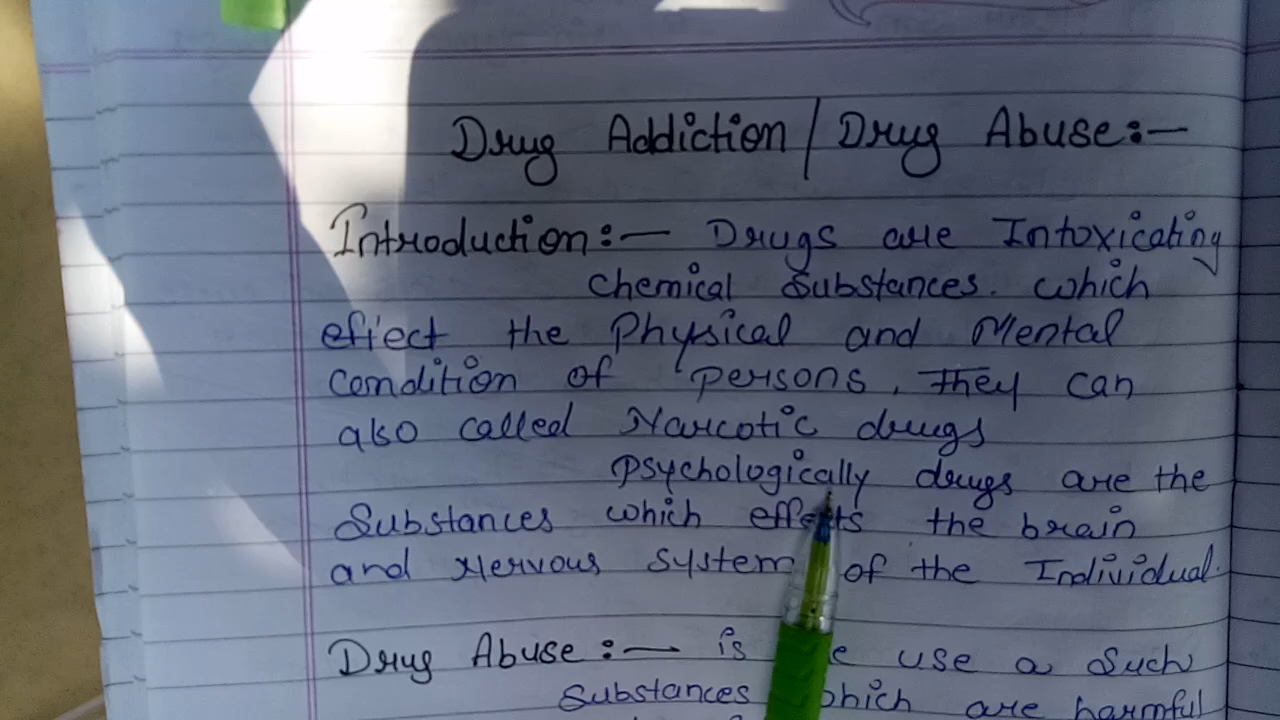 Drug Addiction / Drug Abuse:—
Introduction:— Drugs are Intoxicating
chemical Substances. which
effect the Physical and Mental
condition of persons, They can
also called Narcotic drugs
Psychologically drugs are the
Substances which effects the brain
and Nervous System of the Individual.
Drug Abuse:— is use a Such
Substances which are harmful